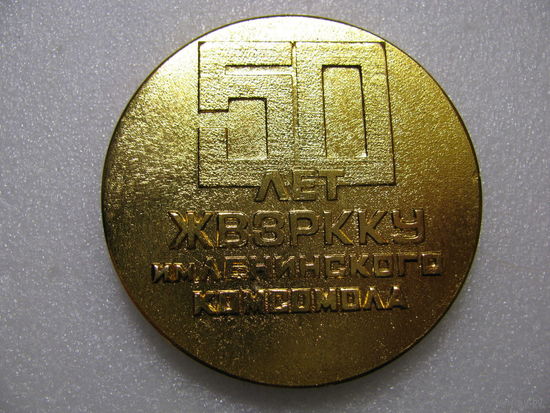 50
ЛЕТ
ЖВЗРККУ
ИМ ЛЕНИНСКОГО
КОМСОМОЛА